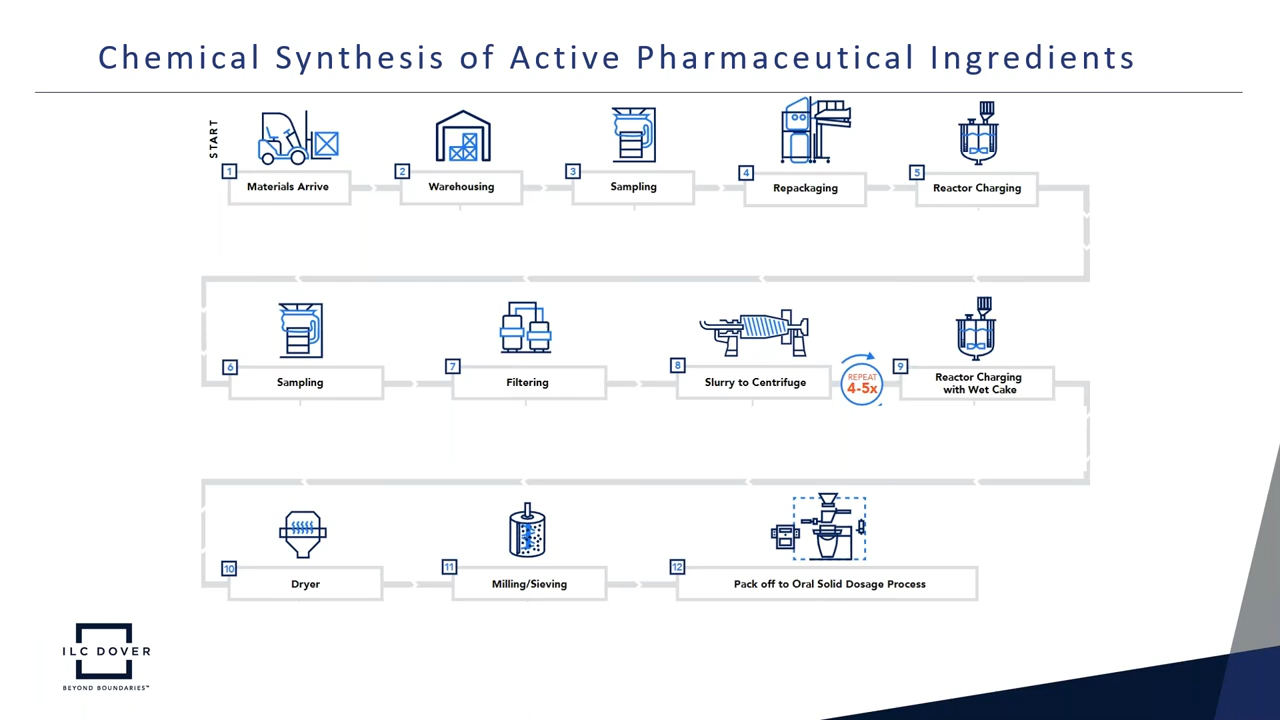 Chemical Synthesis of Active Pharmaceutical Ingredients
START
1
Materials Arrive
2
Warehousing
3
Sampling
4
Repackaging
5
Reactor Charging
6
Sampling
7
Filtering
8
Slurry to Centrifuge
REPEAT
4-5x
9
Reactor Charging
with Wet Cake
10
Dryer
11
Milling/Sieving
12
Pack off to Oral Solid Dosage Process
ILC DOVER
BEYOND BOUNDARIES™